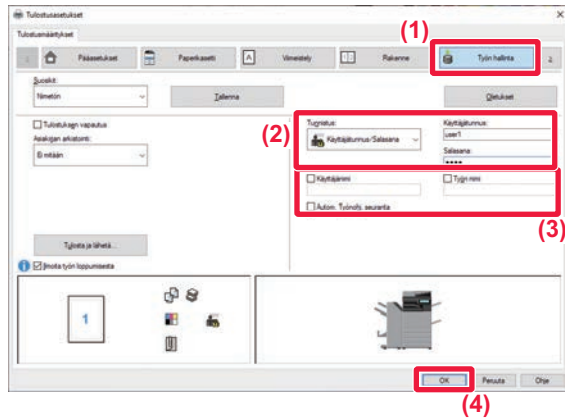 Tulostusasetukset
Tulostusmääritykset
(1)
Pääasetukset
Paperikasetti
Viimeistely
Rakenne
Työn hallinta
Suosikit:
Nimetön
Tallenna
Oletukset
(2)
Tulostuksen vapautus
Asiakirjan arkistointi:
Ei mitään
Tunnistus:
Käyttäjätunnus/Salasana
Käyttäjätunnus:
user1
Salasana:
••••
Käyttäjänimi
Työn nimi
Autom. Työnohj. seuranta
(3)
Tulosta ja lähetä...
Ilmoita työn loppumisesta
1
OK
Peruuta
Ohje
(4)